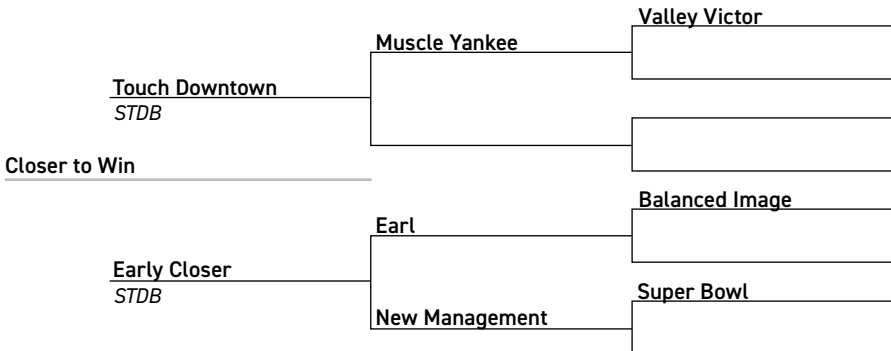 Valley Victor
Muscle Yankee
Touch Downtown
STDB
Closer to Win
Balanced Image
Earl
Early Closer
STDB
Super Bowl
New Management